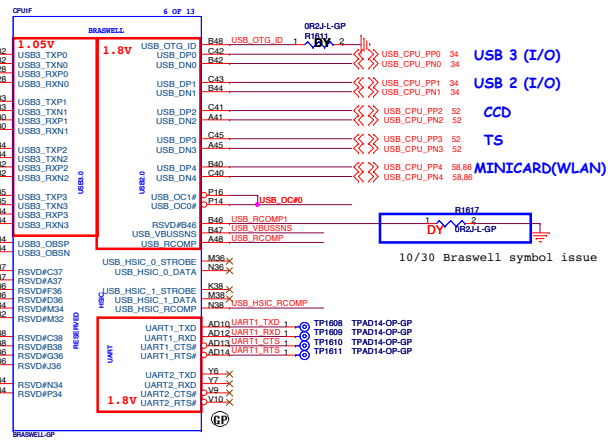 CPU1F 6 OF 13
BRASWELL
1.05V 1.8V
0R2J-L-GP
R1611
1 DY 2
USB3_TXP0 USB_OTG_ID B48 USB_OTG_ID
USB3_TXN0 USB_DP0 C42 USB_CPU_PP0 34 USB 3 (I/O)
USB3_RXP0 USB_DN0 B42 USB_CPU_PN0 34
USB3_RXN0
USB_DP1 C43 USB_CPU_PP1 34 USB 2 (I/O)
USB3_TXP1 USB_DN1 B44 USB_CPU_PN1 34
USB3_TXN1
USB3_RXP1 USB_DP2 C41 USB_CPU_PP2 52 CCD
USB3_RXN1 USB_DN2 A41 USB_CPU_PN2 52
USB3_TXP2 USB_DP3 C45 USB_CPU_PP3 52 TS
USB3_TXN2 USB_DN3 A45 USB_CPU_PN3 52
USB3_RXP2 USB_DP4 B40 USB_CPU_PP4 58,86 MINICARD(WLAN)
USB3_RXN2 USB_DN4 C40 USB_CPU_PN4 58,86
USB3.0 USB2.0
USB3_TXP3 USB_OC1# P16
USB3_TXN3 USB_OC0# P14 USB_OC#0
USB3_RXP3
USB3_RXN3 RSVD#B46 B46 USB_RCOMP1
USB_VBUSSNS B47 USB_VBUSSNS
USB3_OBSP USB_RCOMP A48 USB_RCOMP
USB3_OBSN
R1617
1 DY 2
0R2J-L-GP
10/30 Braswell symbol issue
USB_HSIC_0_STROBE M36
RSVD#C37 USB_HSIC_0_DATA N36
RSVD#A37
RSVD#F36 USB_HSIC_1_STROBE K38
RSVD#D36 USB_HSIC_1_DATA M38
RSVD#M34 USB_HSIC_RCOMP N38 USB_HSIC_RCOMP
RSVD#M32
HSIC
RESERVED
UART
RSVD#C38 UART1_TXD AD10 UART1_TXD 1 TP1608 TPAD14-OP-GP
RSVD#B38 UART1_RXD AD12 UART1_RXD 1 TP1609 TPAD14-OP-GP
RSVD#G36 UART1_CTS# AD13 UART1_CTS 1 TP1610 TPAD14-OP-GP
RSVD#J36 UART1_RTS# AD14 UART1_RTS 1 TP1611 TPAD14-OP-GP
RSVD#N34 UART2_TXD Y6
RSVD#P34 UART2_RXD Y7
UART2_CTS# V9
1.8V UART2_RTS# V10
GP
BRASWELL-GP